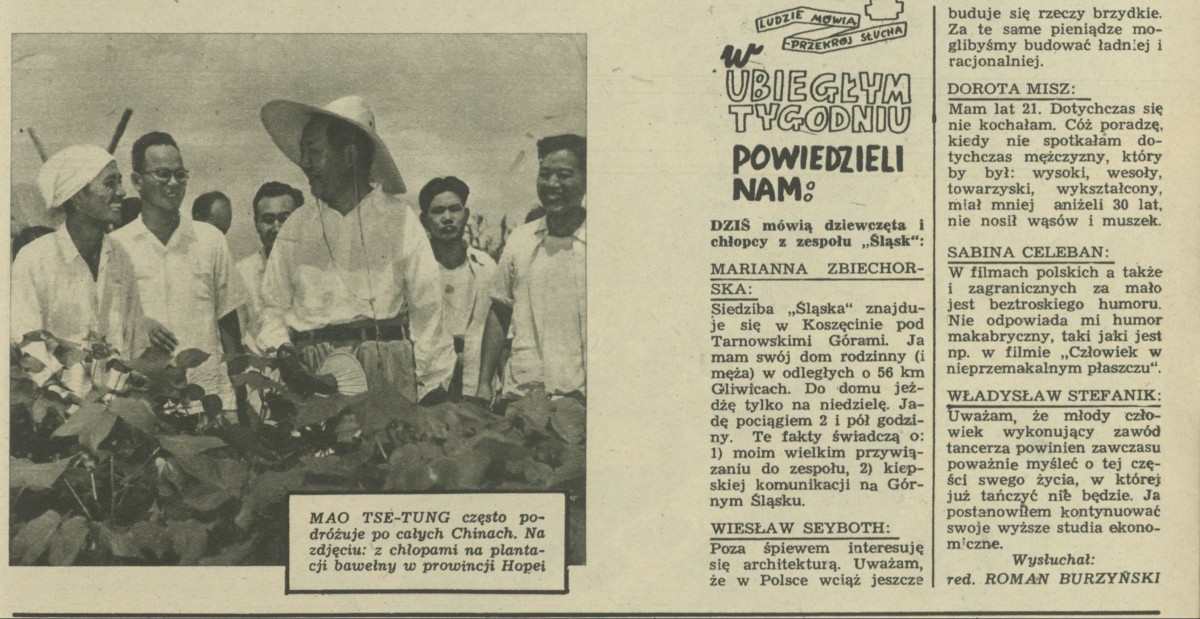 MAO TSE-TUNG często po-
dróżuje po całych Chinach. Na
zdjęciu: z chłopami na planta-
cji bawełny w prowincji Hopei
LUDZIE MÓWIĄ
-PRZEKRÓJ SŁUCHA
w
UBIEGŁYM
TYGODNIU
POWIEDZIELI
NAM:
DZIŚ mówią dziewczęta i
chłopcy z zespołu „Śląsk“:
MARIANNA ZBIECHOR-
SKA:
Siedziba „Śląska“ znajdu-
je się w Koszęcinie pod
Tarnowskimi Górami. Ja
mam swój dom rodzinny (i
męża) w odległych o 56 km
Gliwicach. Do domu jeż-
dżę tylko na niedzielę. Ja-
dę pociągiem 2 i pół godzi-
ny. Te fakty świadczą o:
1) moim wielkim przywią-
zaniu do zespołu, 2) kiep-
skiej komunikacji na Gór-
nym Śląsku.
WIESŁAW SEYBOTH:
Poza śpiewem interesuję
się architekturą. Uważam,
że w Polsce wciąż jeszcze
buduje się rzeczy brzydkie.
Za te same pieniądze mo-
glibyśmy budować ładniej i
racjonalniej.
DOROTA MISZ:
Mam lat 21. Dotychczas się
nie kochałam. Cóż poradzę,
kiedy nie spotkałam do-
tychczas mężczyzny, który
by był: wysoki, wesoły,
towarzyski, wykształcony,
miał mniej aniżeli 30 lat,
nie nosił wąsów i muszek.
SABINA CELEBAN:
W filmach polskich a także
i zagranicznych za mało
jest beztroskiego humoru.
Nie odpowiada mi humor
makabryczny, taki jaki jest
np. w filmie „Człowiek w
nieprzemakalnym płaszczu“.
WŁADYSŁAW STEFANIK:
Uważam, że młody czło-
wiek wykonujący zawód
tancerza powinien zawczasu
poważnie myśleć o tej czę-
ści swego życia, w której
już tańczyć nie będzie. Ja
postanowiłem kontynuować
swoje wyższe studia ekono-
miczne.
Wysłuchał:
red. ROMAN BURZYŃSKI